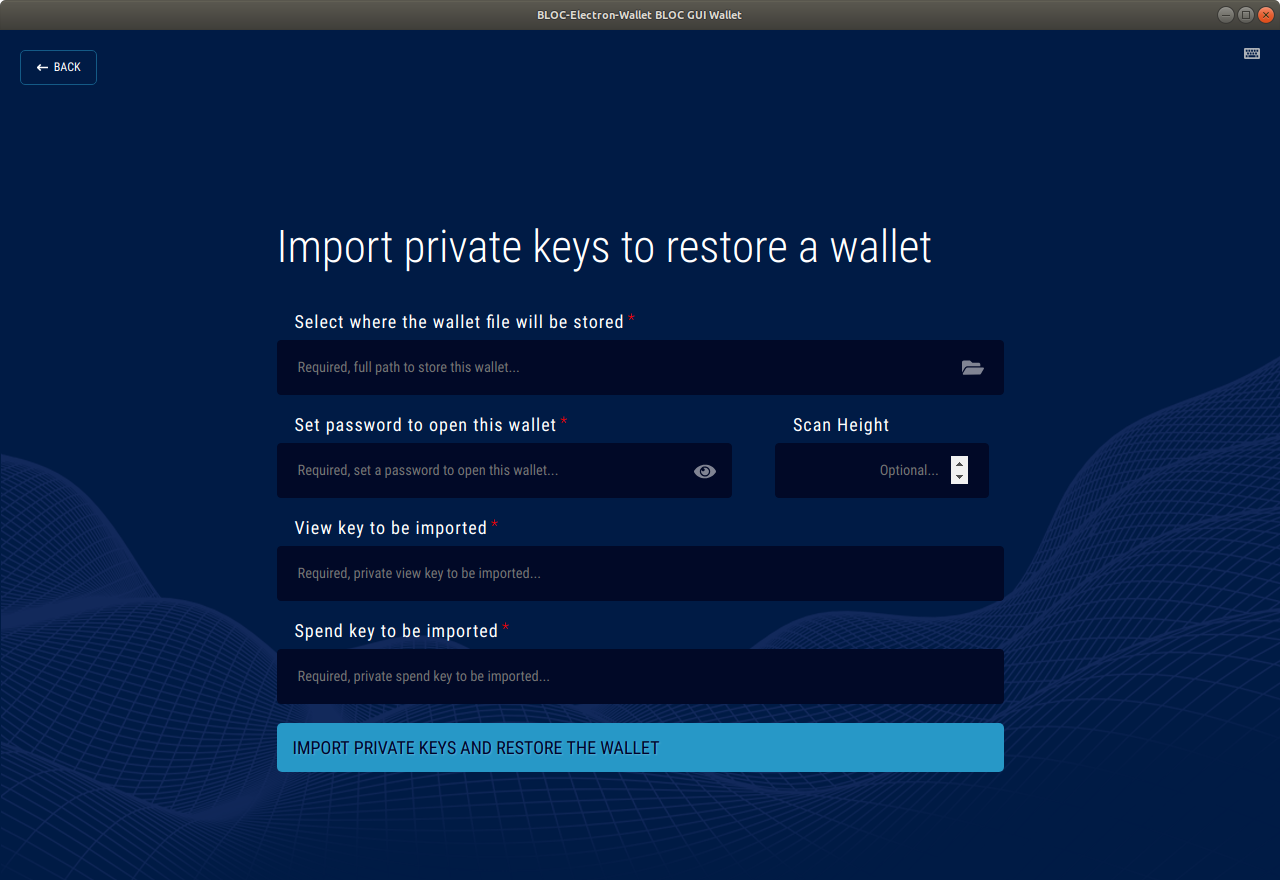 BLOC-Electron-Wallet BLOC GUI Wallet
← BACK
Import private keys to restore a wallet
Select where the wallet file will be stored *
Required, full path to store this wallet...
Set password to open this wallet *
Scan Height
Required, set a password to open this wallet...
Optional...
View key to be imported *
Required, private view key to be imported...
Spend key to be imported *
Required, private spend key to be imported...
IMPORT PRIVATE KEYS AND RESTORE THE WALLET